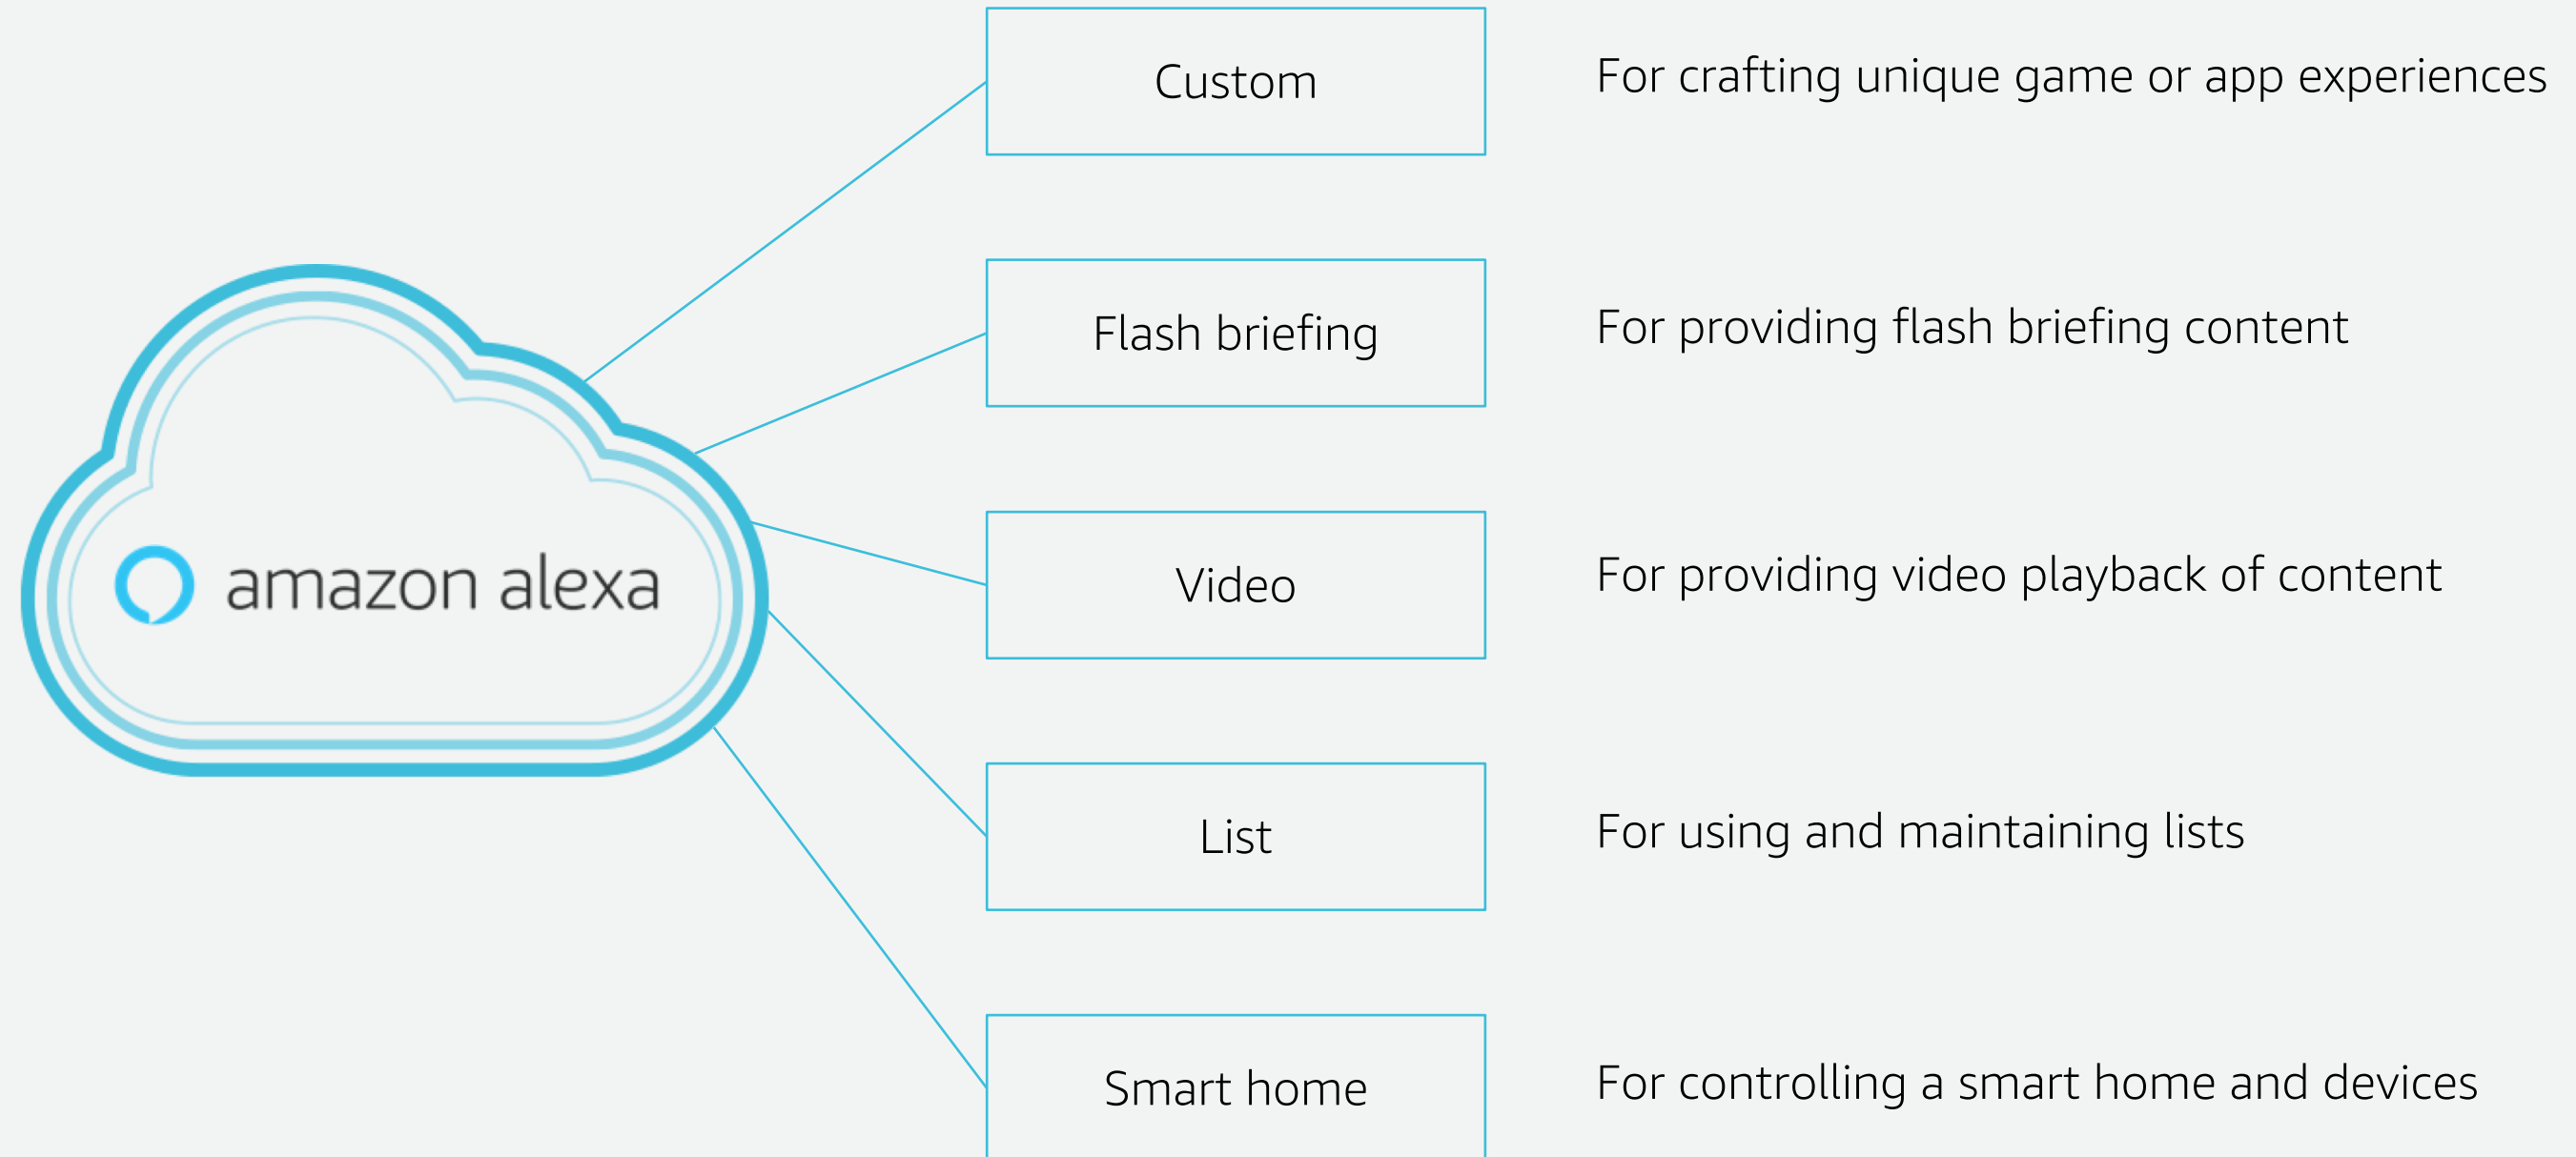 Custom
For crafting unique game or app experiences
Flash briefing
For providing flash briefing content
amazon alexa
Video
For providing video playback of content
List
For using and maintaining lists
Smart home
For controlling a smart home and devices